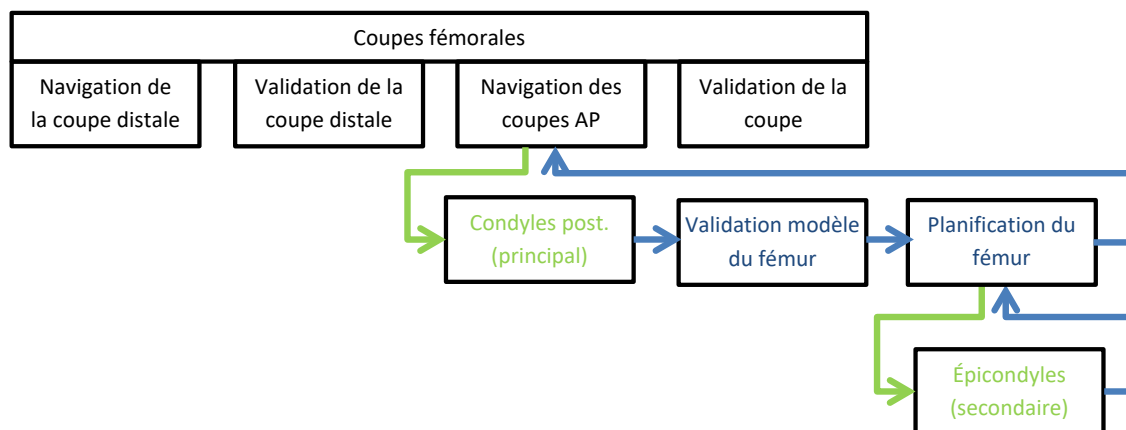 Coupes fémorales
Navigation de
la coupe distale
Validation de la
coupe distale
Navigation des
coupes AP
Validation de la
coupe
Condyles post.
(principal)
Validation modèle
du fémur
Planification du
fémur
Épicondyles
(secondaire)